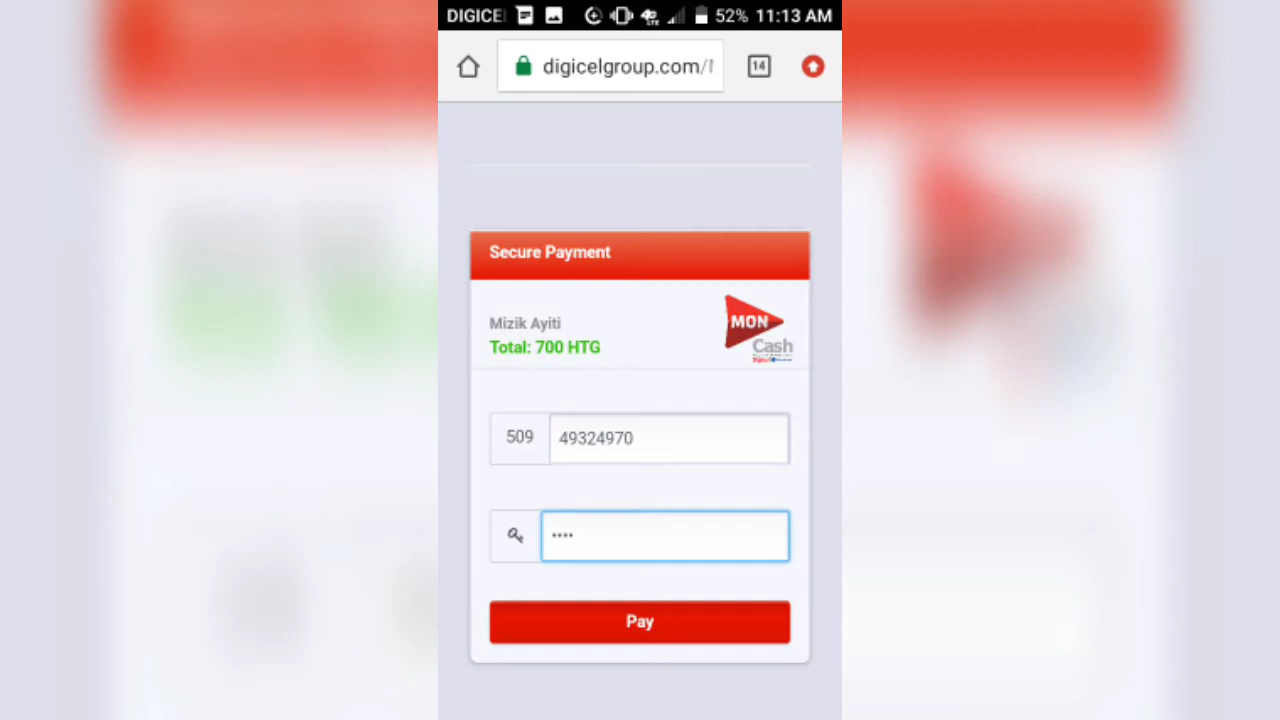 DIGICE 52% 11:13 AM
digicelgroup.com/ 14
Secure Payment
Mizik Ayiti
Total: 700 HTG
MON
Cash
509 49324970
••••
Pay